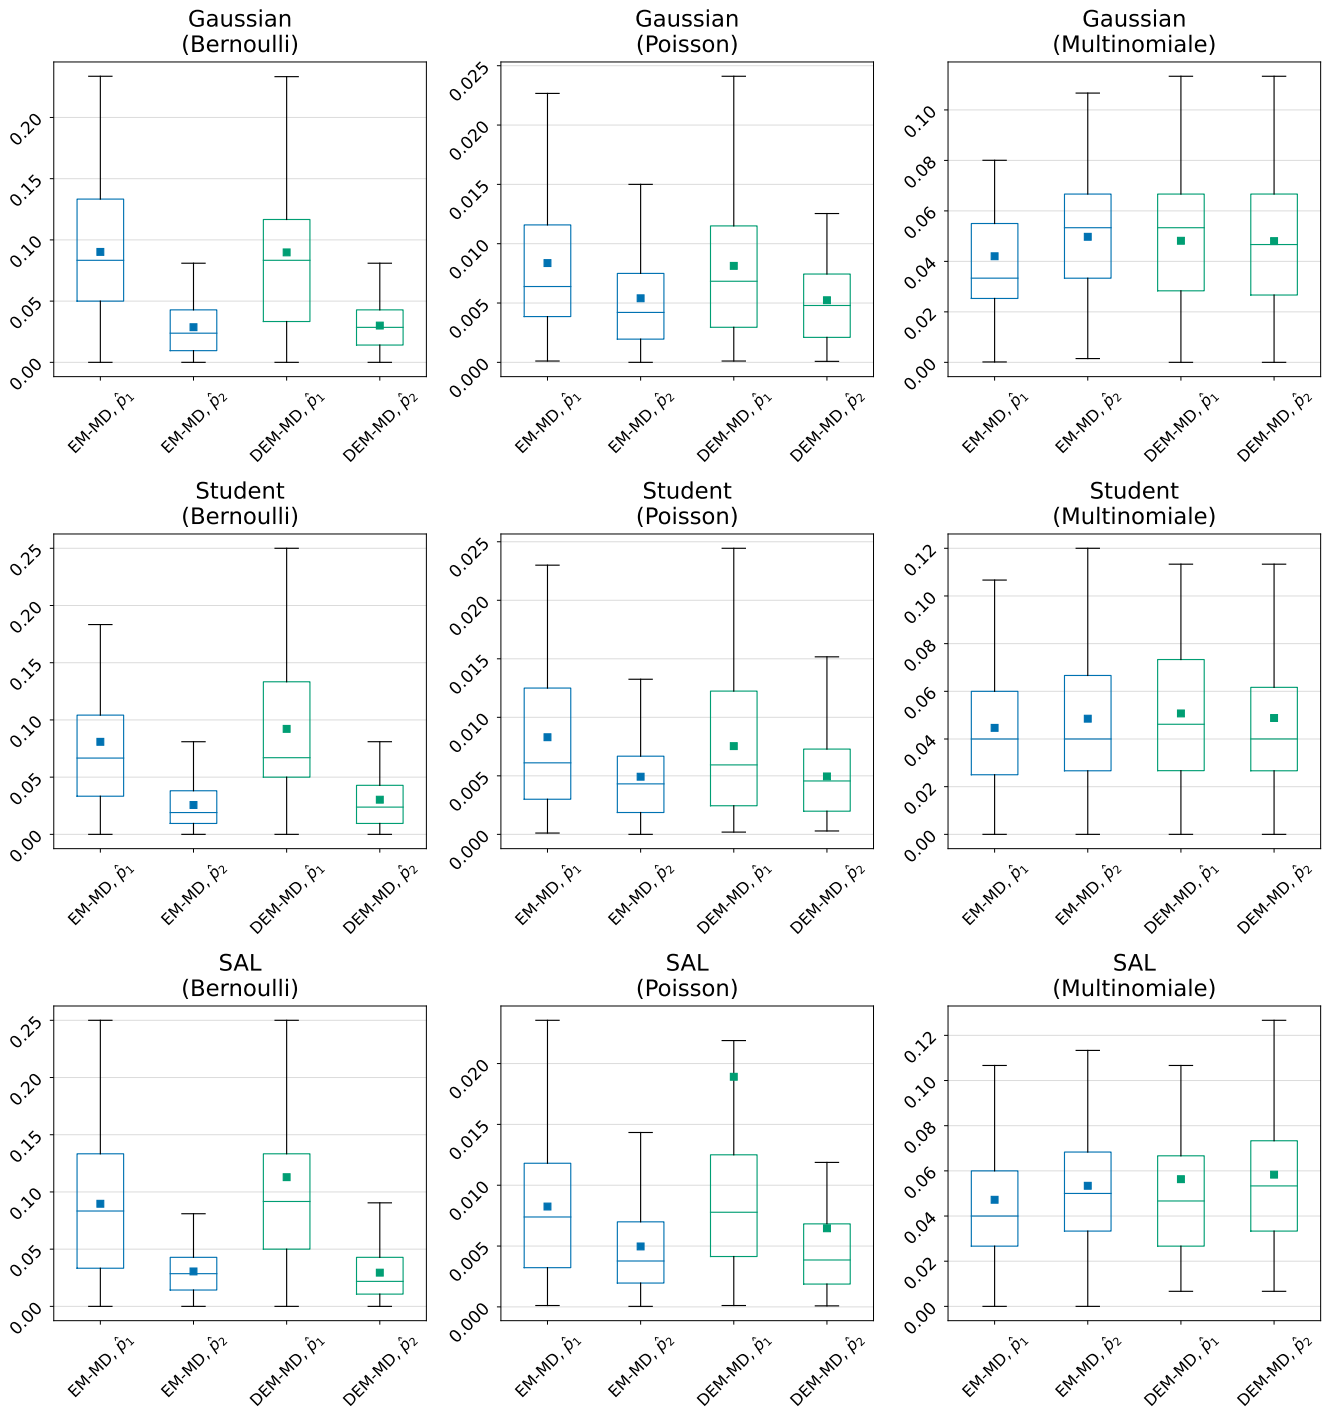 Gaussian
(Bernoulli)
0.20
0.15
0.10
0.05
0.00
EM-MD, p̂₁
EM-MD, p̂₂
DEM-MD, p̂₁
DEM-MD, p̂₂
Gaussian
(Poisson)
0.025
0.020
0.015
0.010
0.005
0.000
EM-MD, p̂₁
EM-MD, p̂₂
DEM-MD, p̂₁
DEM-MD, p̂₂
Gaussian
(Multinomiale)
0.10
0.08
0.06
0.04
0.02
0.00
EM-MD, p̂₁
EM-MD, p̂₂
DEM-MD, p̂₁
DEM-MD, p̂₂
Student
(Bernoulli)
0.25
0.20
0.15
0.10
0.05
0.00
EM-MD, p̂₁
EM-MD, p̂₂
DEM-MD, p̂₁
DEM-MD, p̂₂
Student
(Poisson)
0.025
0.020
0.015
0.010
0.005
0.000
EM-MD, p̂₁
EM-MD, p̂₂
DEM-MD, p̂₁
DEM-MD, p̂₂
Student
(Multinomiale)
0.12
0.10
0.08
0.06
0.04
0.02
0.00
EM-MD, p̂₁
EM-MD, p̂₂
DEM-MD, p̂₁
DEM-MD, p̂₂
SAL
(Bernoulli)
0.25
0.20
0.15
0.10
0.05
0.00
EM-MD, p̂₁
EM-MD, p̂₂
DEM-MD, p̂₁
DEM-MD, p̂₂
SAL
(Poisson)
0.020
0.015
0.010
0.005
0.000
EM-MD, p̂₁
EM-MD, p̂₂
DEM-MD, p̂₁
DEM-MD, p̂₂
SAL
(Multinomiale)
0.12
0.10
0.08
0.06
0.04
0.02
0.00
EM-MD, p̂₁
EM-MD, p̂₂
DEM-MD, p̂₁
DEM-MD, p̂₂